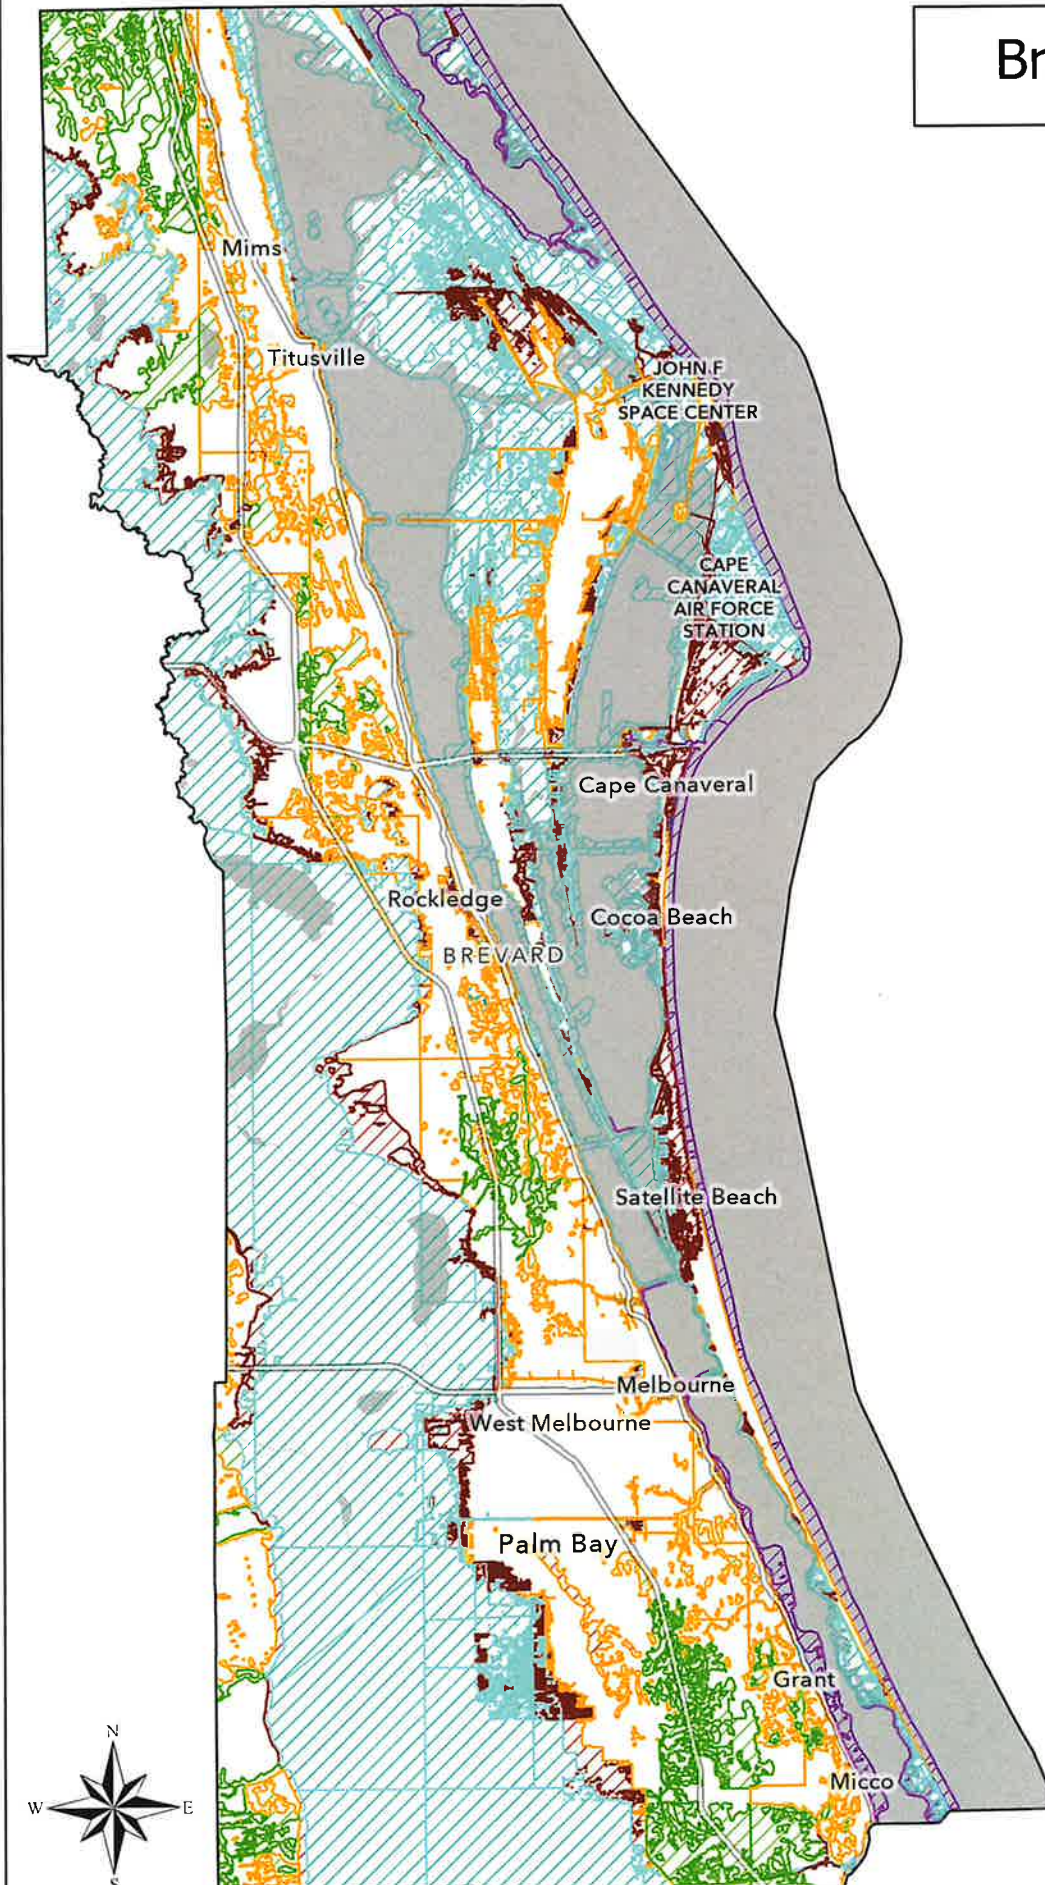 Br
Mims
Titusville
JOHN F
KENNEDY
SPACE CENTER
CAPE
CANAVERAL
AIR FORCE
STATION
Cape Canaveral
Rockledge
Cocoa Beach
BREVARD
Satellite Beach
Melbourne
West Melbourne
Palm Bay
Grant
Micco
N
W E
S